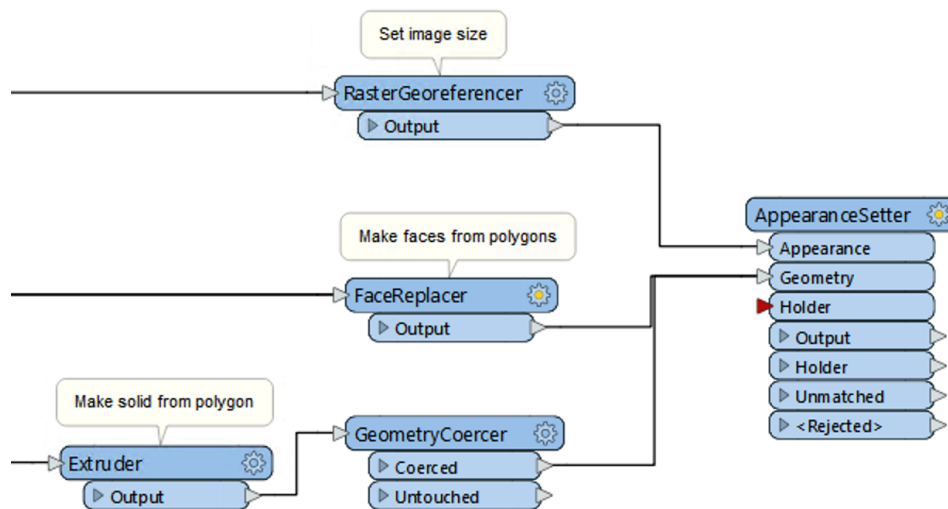 Set image size
RasterGeoreferencer
Output
Make faces from polygons
FaceReplacer
Output
Make solid from polygon
Extruder
Output
GeometryCoercer
Coerced
Untouched
AppearanceSetter
Appearance
Geometry
Holder
Output
Holder
Unmatched
<Rejected>